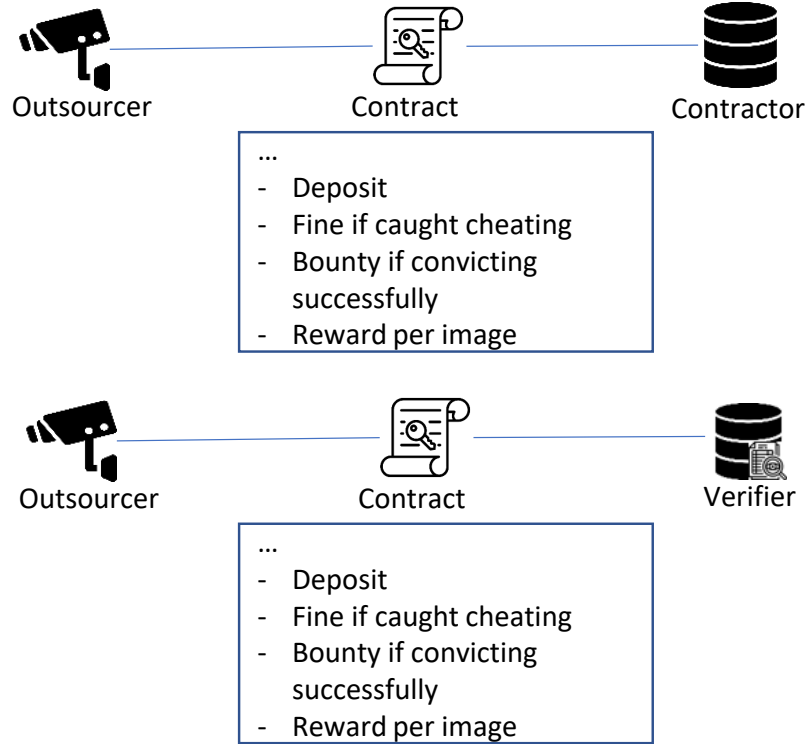 Outsourcer Contract Contractor
...
- Deposit
- Fine if caught cheating
- Bounty if convicting
successfully
- Reward per image
Outsourcer Contract Verifier
...
- Deposit
- Fine if caught cheating
- Bounty if convicting
successfully
- Reward per image